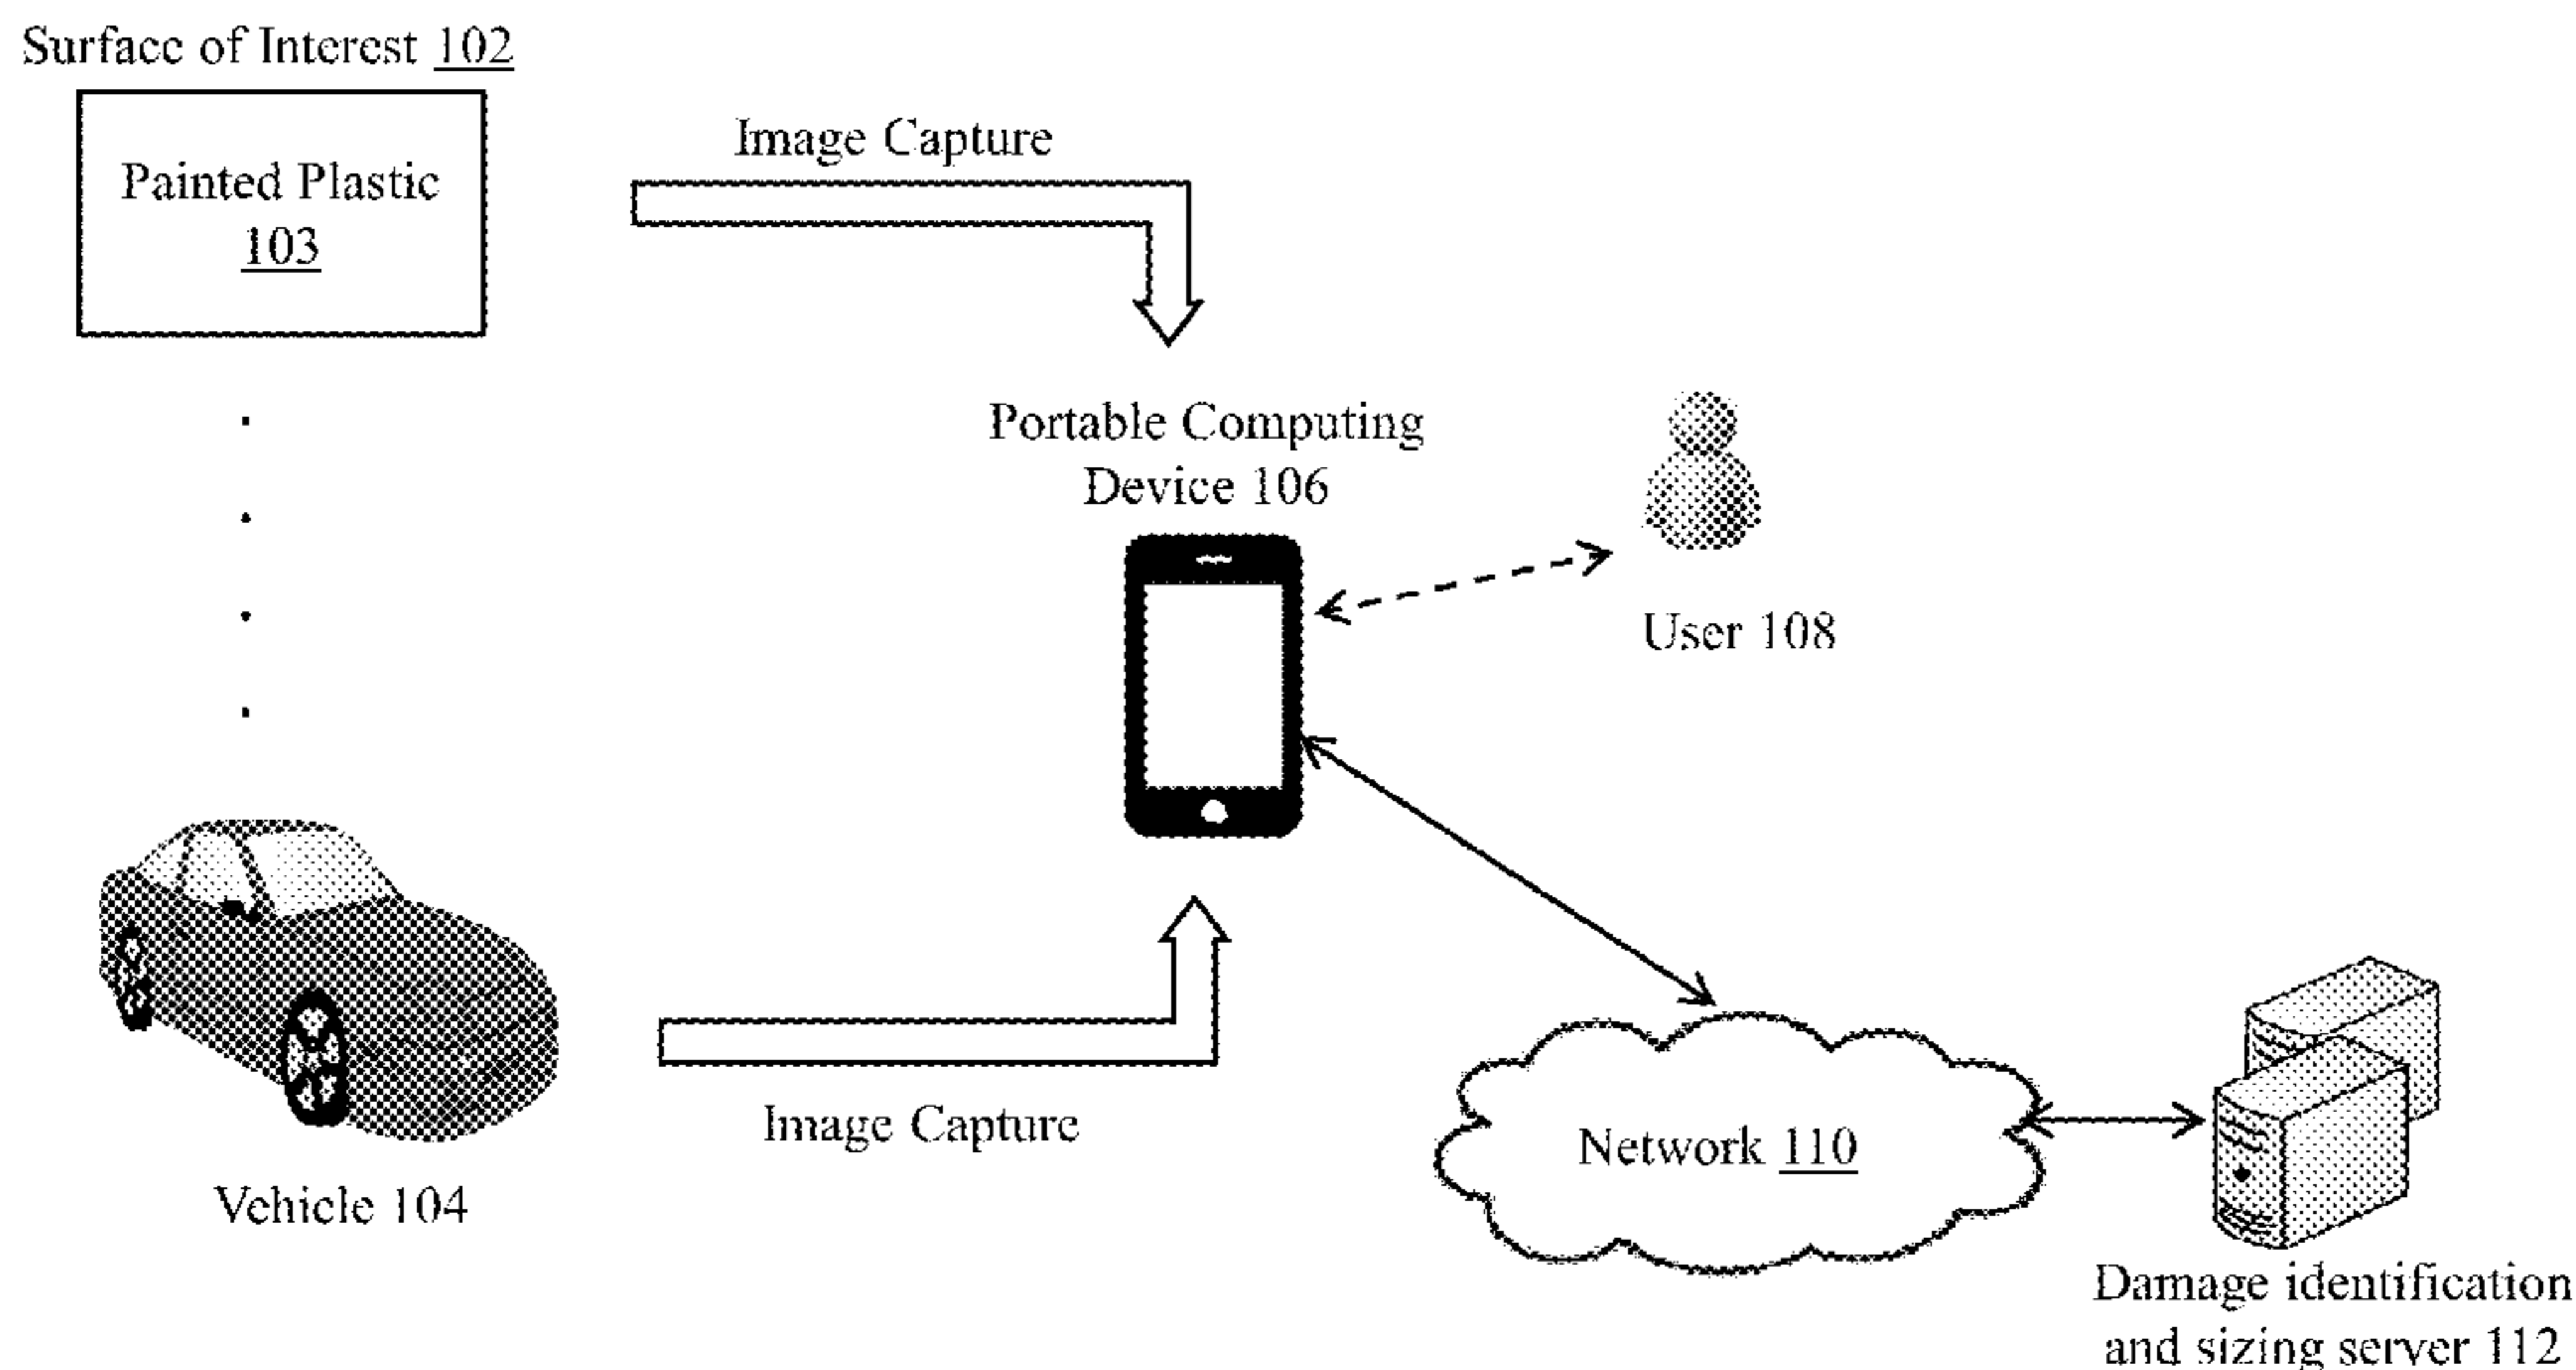 Surface of Interest 102
Painted Plastic
103
Image Capture
Portable Computing
Device 106
User 108
Vehicle 104
Image Capture
Network 110
Damage identification
and sizing server 112